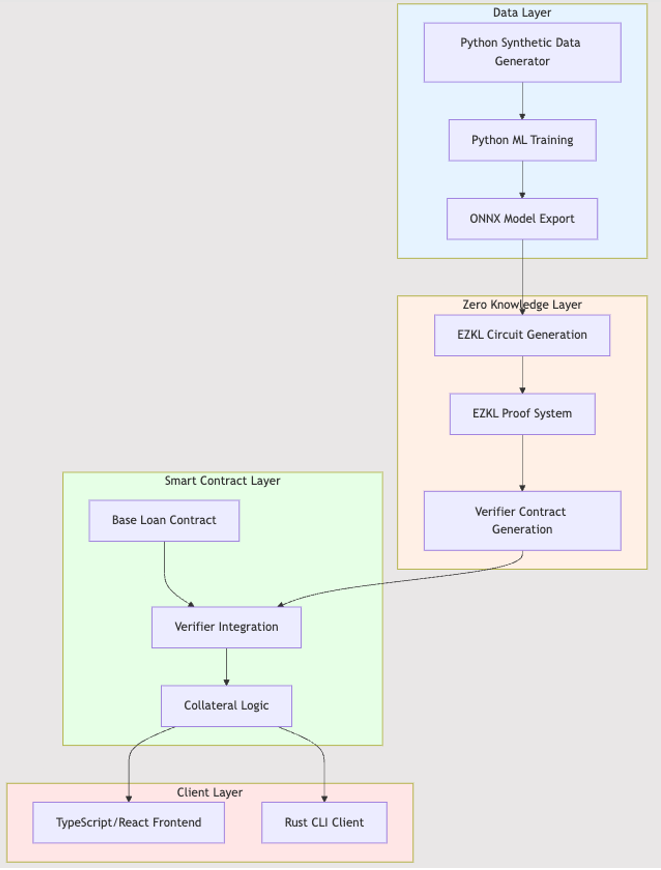 Data Layer
Python Synthetic Data
Generator
Python ML Training
ONNX Model Export
Zero Knowledge Layer
EZKL Circuit Generation
EZKL Proof System
Verifier Contract
Generation
Smart Contract Layer
Base Loan Contract
Verifier Integration
Collateral Logic
Client Layer
TypeScript/React Frontend
Rust CLI Client